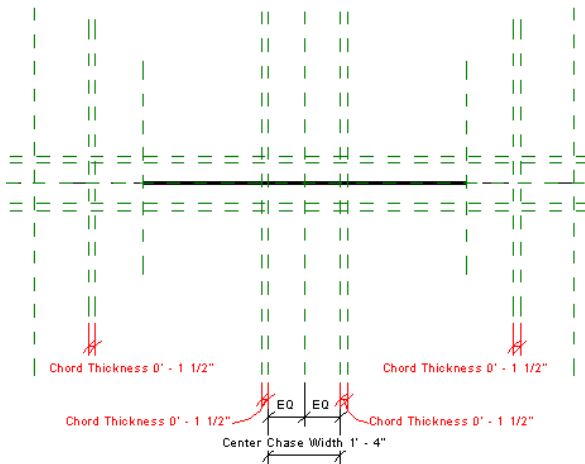 Chord Thickness 0' - 1 1/2"
Chord Thickness 0' - 1 1/2"
EQ
EQ
Chord Thickness 0' - 1 1/2"
Chord Thickness 0' - 1 1/2"
Center Chase Width 1' - 4"